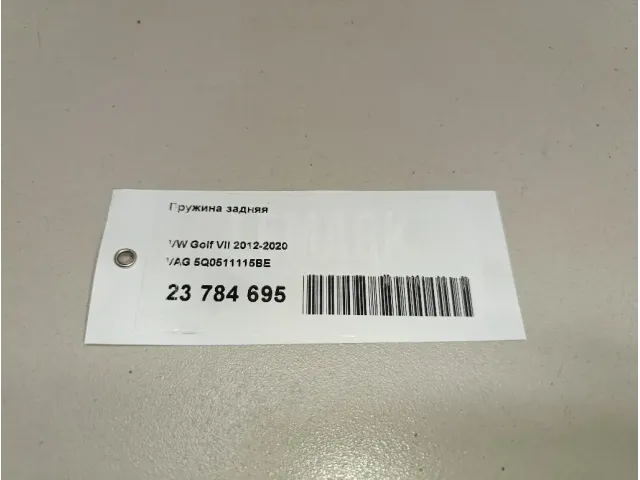 Пружина задняя
VW Golf VII 2012-2020
VAG 5Q0511115BE
23 784 695